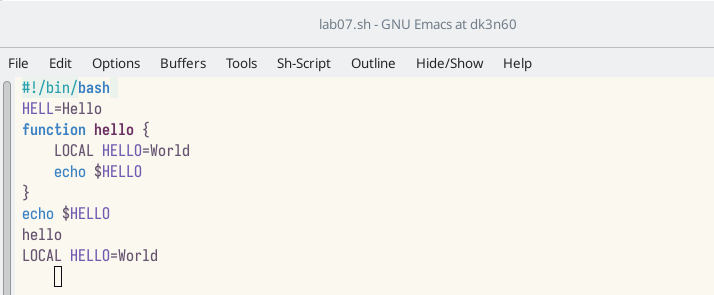 lab07.sh - GNU Emacs at dk3n60
File Edit Options Buffers Tools Sh-Script Outline Hide/Show Help
#!/bin/bash
HELL=Hello
function hello {
    LOCAL HELLO=World
    echo $HELLO
}
echo $HELLO
hello
LOCAL HELLO=World